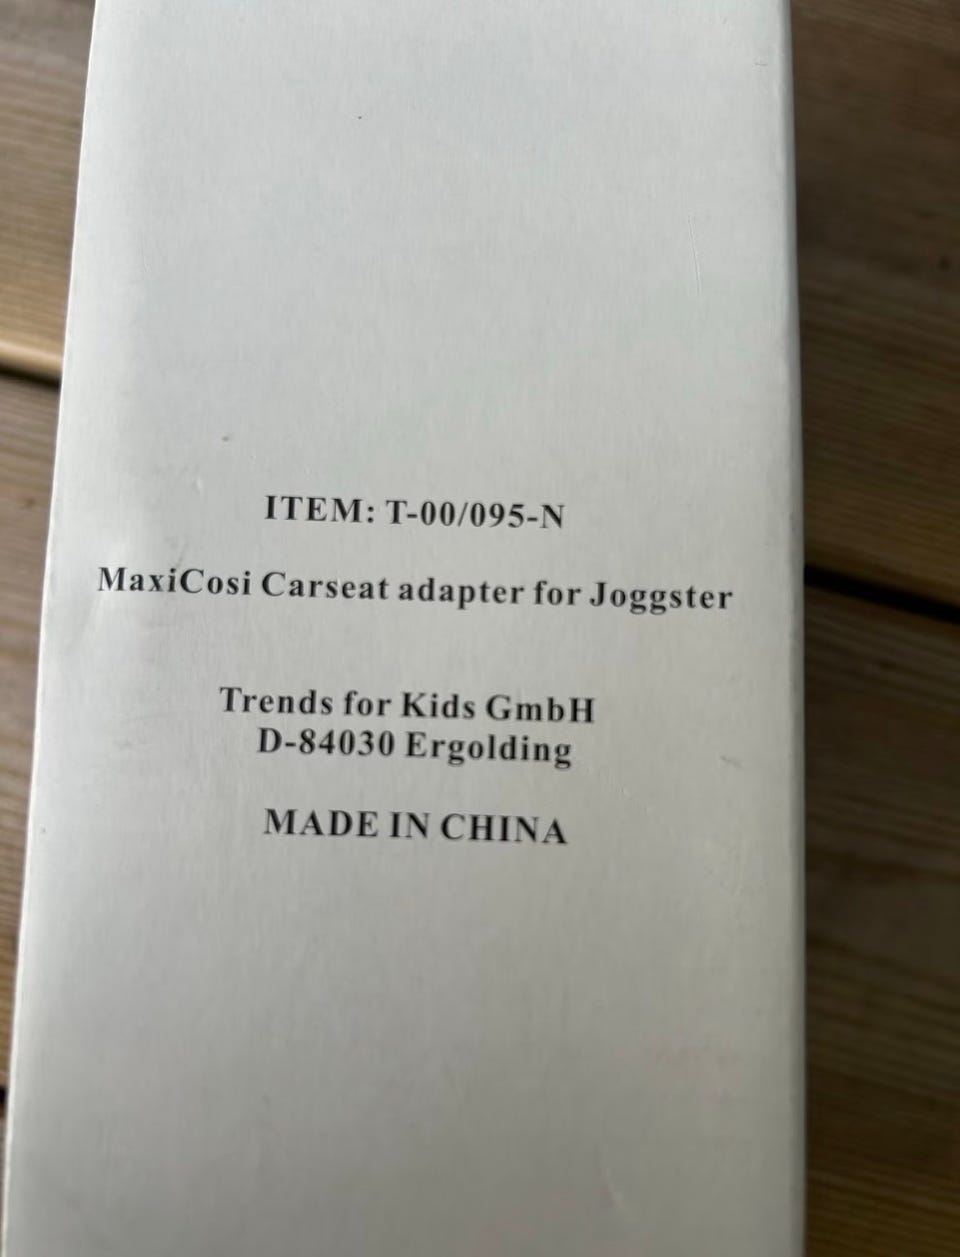 ITEM: T-00/095-N
MaxiCosi Carseat adapter for Joggster
Trends for Kids GmbH
D-84030 Ergolding
MADE IN CHINA